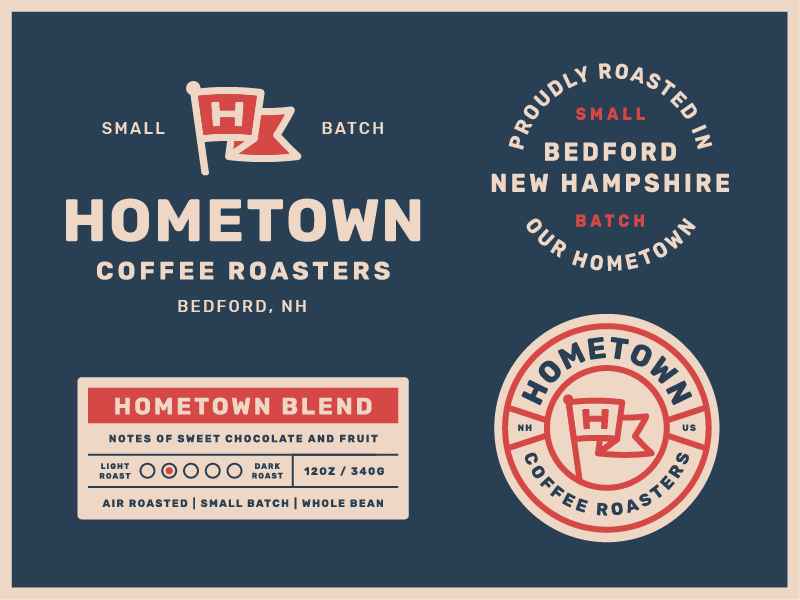 SMALL
H
BATCH
HOMETOWN
COFFEE ROASTERS
BEDFORD, NH
PROUDLY ROASTED IN
SMALL
BEDFORD
NEW HAMPSHIRE
BATCH
OUR HOMETOWN
HOMETOWN BLEND
NOTES OF SWEET CHOCOLATE AND FRUIT
LIGHT
ROAST
DARK
ROAST
12OZ / 340G
AIR ROASTED | SMALL BATCH | WHOLE BEAN
HOMETOWN
NH
H
US
COFFEE ROASTERS